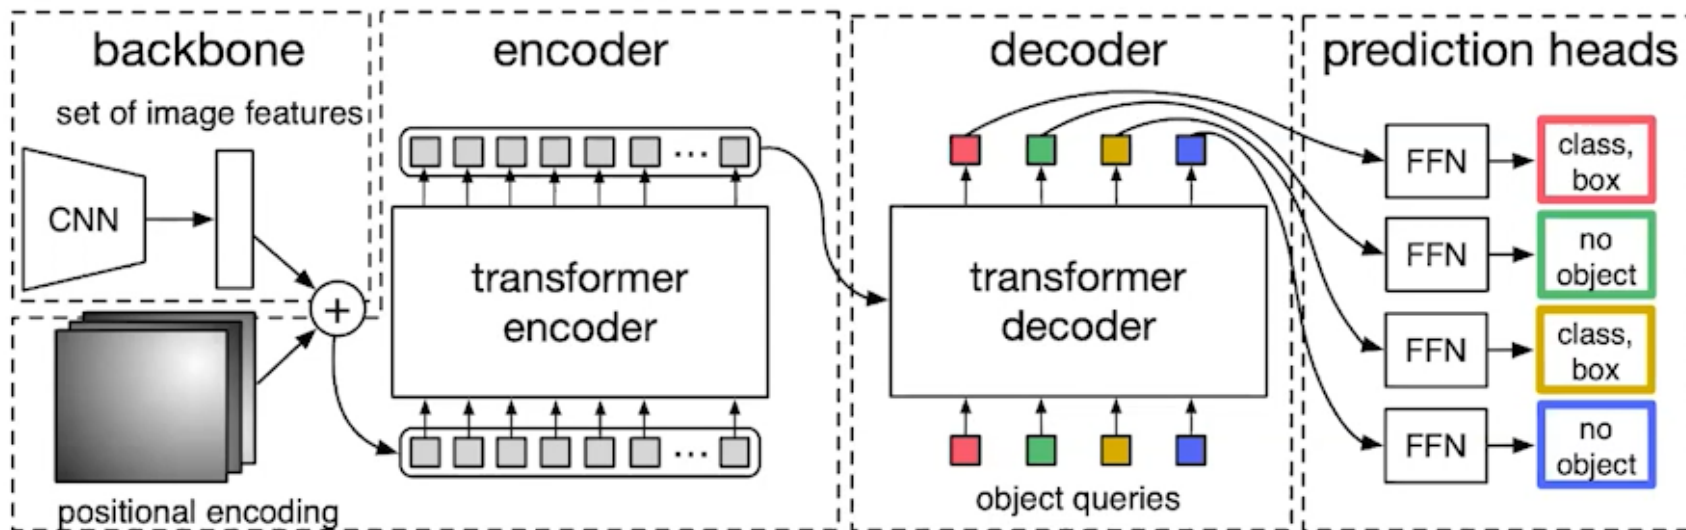 backbone
set of image features
CNN
+
positional encoding
encoder
...
transformer
encoder
...
decoder
transformer
decoder
object queries
prediction heads
FFN
class,
box
FFN
no
object
FFN
class,
box
FFN
no
object